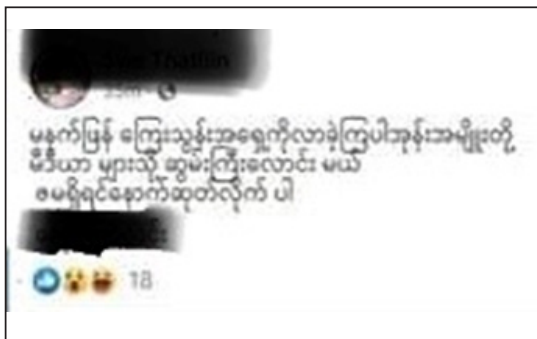 မနက်ဖြန် ကြေးသွန်းအရှေ့ကိုလာခဲ့ကြပါအုန်းအမျိုးတို့
မီဒီယာ များသို့ ဆွမ်းကြီးလောင်း မယ်
ဇမရှိရင်နောက်ဆုတ်လိုက် ပါ
18